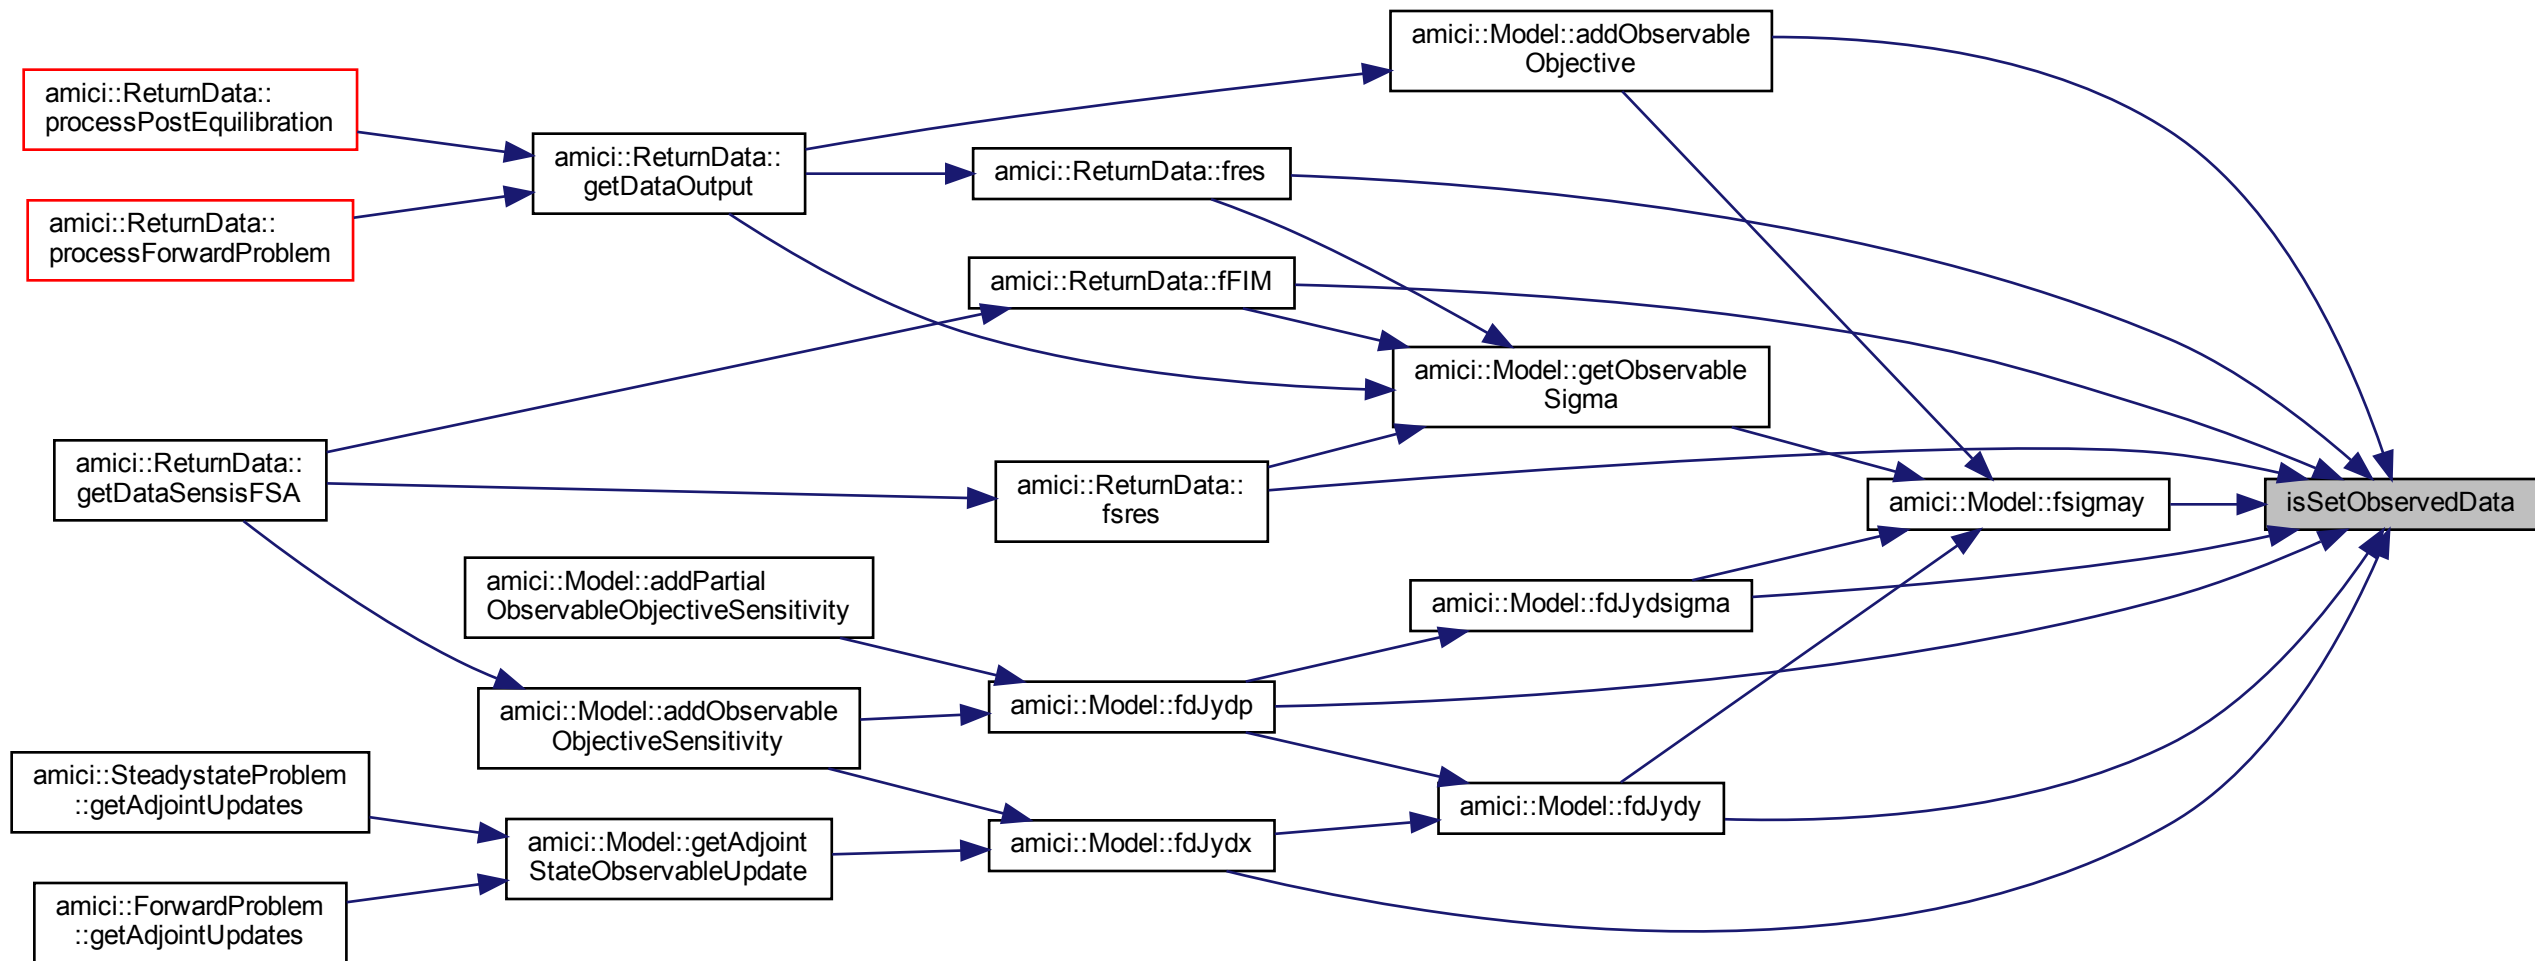 amici::Model::addObservable
Objective
amici::ReturnData::
processPostEquilibration
amici::ReturnData::
getDataOutput
amici::ReturnData::fres
amici::ReturnData::
processForwardProblem
amici::ReturnData::fFIM
amici::Model::getObservable
Sigma
amici::ReturnData::
getDataSensisFSA
amici::ReturnData::
fsres
amici::Model::fsigmay
isSetObservedData
amici::Model::addPartial
ObservableObjectiveSensitivity
amici::Model::fdJydsigma
amici::Model::addObservable
ObjectiveSensitivity
amici::Model::fdJydp
amici::SteadystateProblem
::getAdjointUpdates
amici::Model::fdJydy
amici::Model::getAdjoint
StateObservableUpdate
amici::Model::fdJydx
amici::ForwardProblem
::getAdjointUpdates